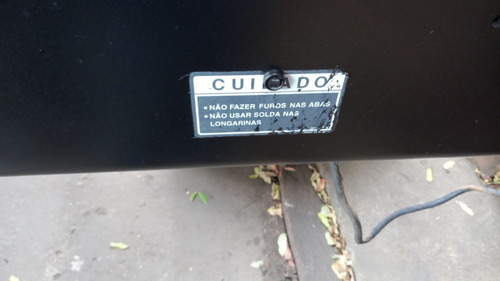 CUIDADO
• NÃO FAZER FUROS NAS ABAS
• NÃO USAR SOLDA NAS
LONGARINAS